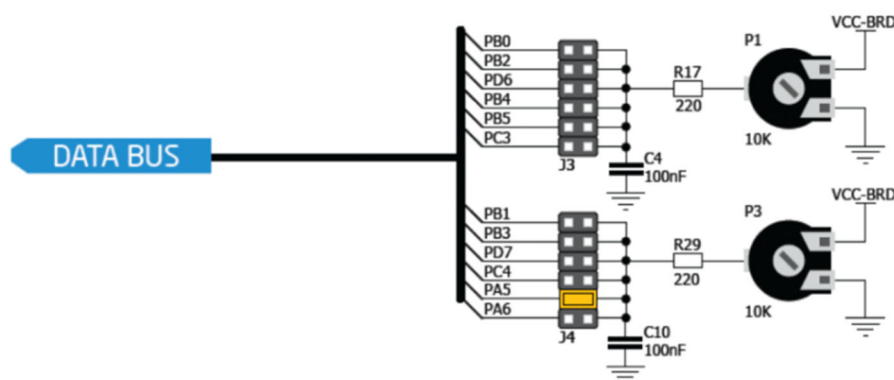 VCC-BRD
PB0
PB2
PD6
PB4
PB5
PC3
J3
R17
220
P1
10K
C4
100nF
DATA BUS
VCC-BRD
PB1
PB3
PD7
PC4
PA5
PA6
J4
R29
220
P3
10K
C10
100nF